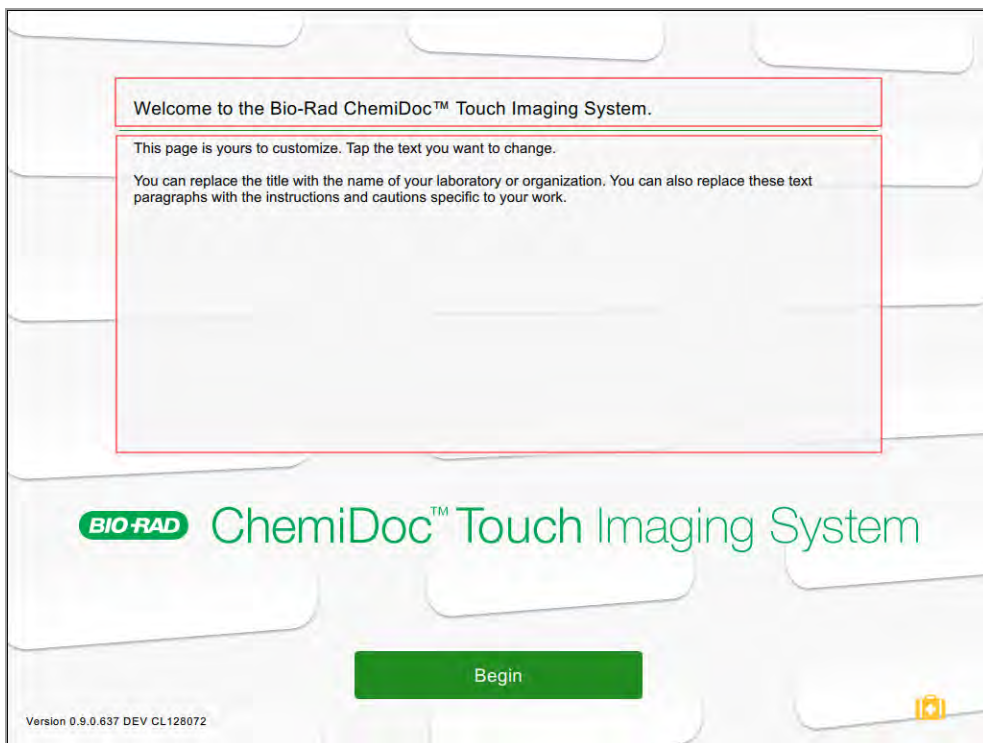 Welcome to the Bio-Rad ChemiDoc™ Touch Imaging System.
This page is yours to customize. Tap the text you want to change.
You can replace the title with the name of your laboratory or organization. You can also replace these text
paragraphs with the instructions and cautions specific to your work.
BIO-RAD ChemiDoc™ Touch Imaging System
Begin
Version 0.9.0.637 DEV CL128072